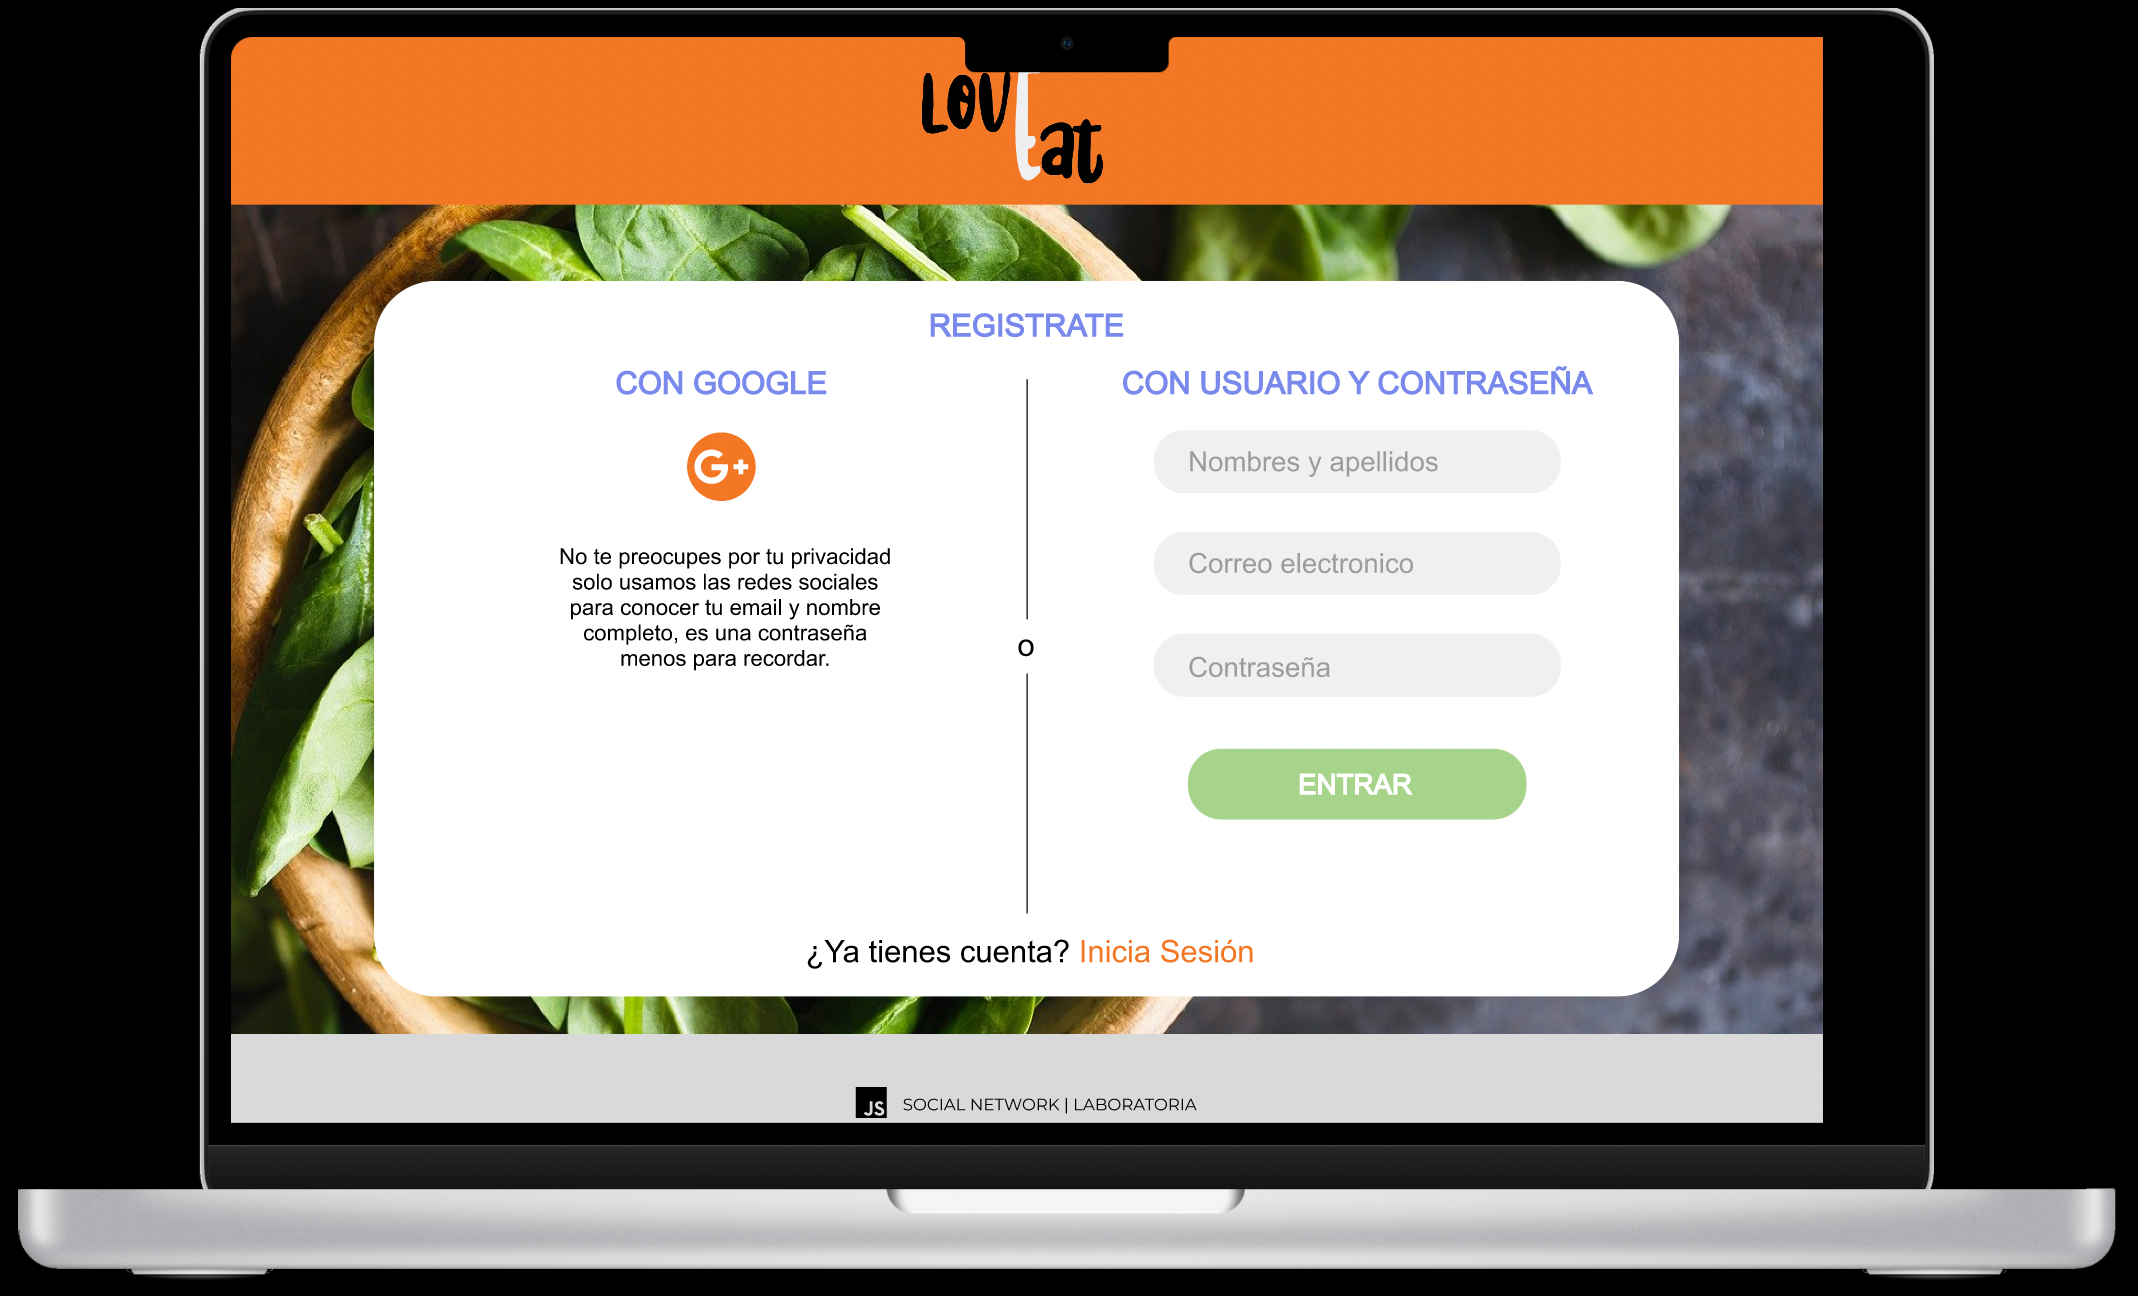 Lov Eat
REGISTRATE
CON GOOGLE
G+
No te preocupes por tu privacidad
solo usamos las redes sociales
para conocer tu email y nombre
completo, es una contraseña
menos para recordar.
o
CON USUARIO Y CONTRASEÑA
Nombres y apellidos
Correo electronico
Contraseña
ENTRAR
¿Ya tienes cuenta? Inicia Sesión
JS SOCIAL NETWORK | LABORATORIA